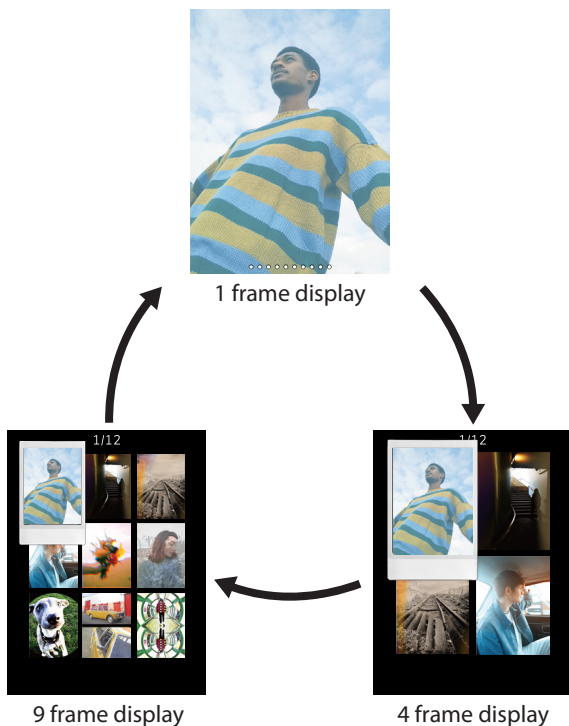 1 frame display
1/12
1/12
9 frame display
4 frame display